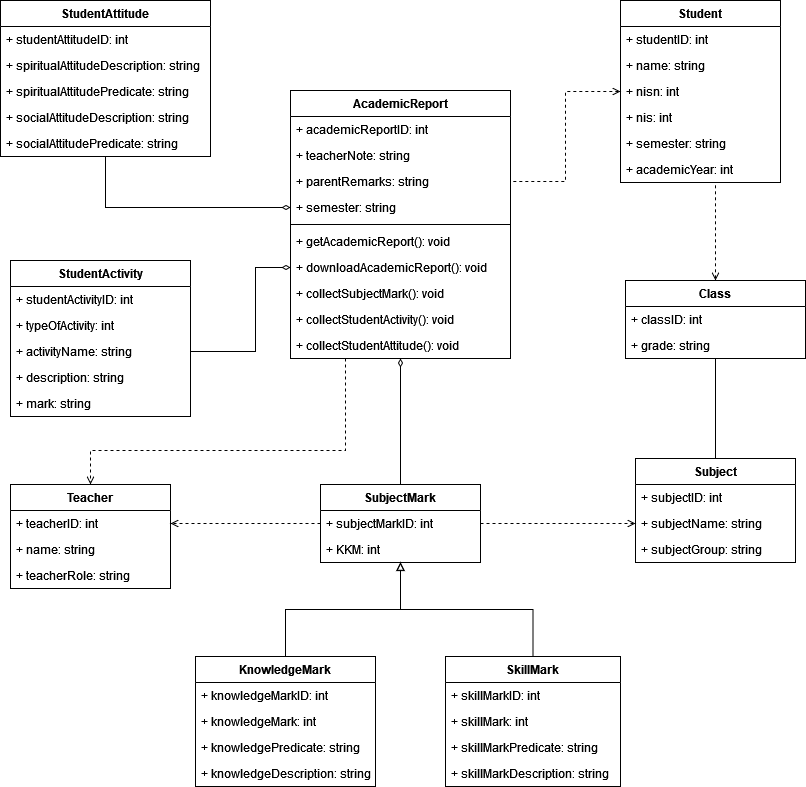 StudentAttitude
+ studentAttitudeID: int
+ spiritualAttitudeDescription: string
+ spiritualAttitudePredicate: string
+ socialAttitudeDescription: string
+ socialAttitudePredicate: string
Student
+ studentID: int
+ name: string
+ nisn: int
+ nis: int
+ semester: string
+ academicYear: int
AcademicReport
+ academicReportID: int
+ teacherNote: string
+ parentRemarks: string
+ semester: string
+ getAcademicReport(): void
+ downloadAcademicReport(): void
+ collectSubjectMark(): void
+ collectStudentActivity(): void
+ collectStudentAttitude(): void
StudentActivity
+ studentActivityID: int
+ typeOfActivity: int
+ activityName: string
+ description: string
+ mark: string
Class
+ classID: int
+ grade: string
Teacher
+ teacherID: int
+ name: string
+ teacherRole: string
SubjectMark
+ subjectMarkID: int
+ KKM: int
Subject
+ subjectID: int
+ subjectName: string
+ subjectGroup: string
KnowledgeMark
+ knowledgeMarkID: int
+ knowledgeMark: int
+ knowledgePredicate: string
+ knowledgeDescription: string
SkillMark
+ skillMarkID: int
+ skillMark: int
+ skillMarkPredicate: string
+ skillMarkDescription: string